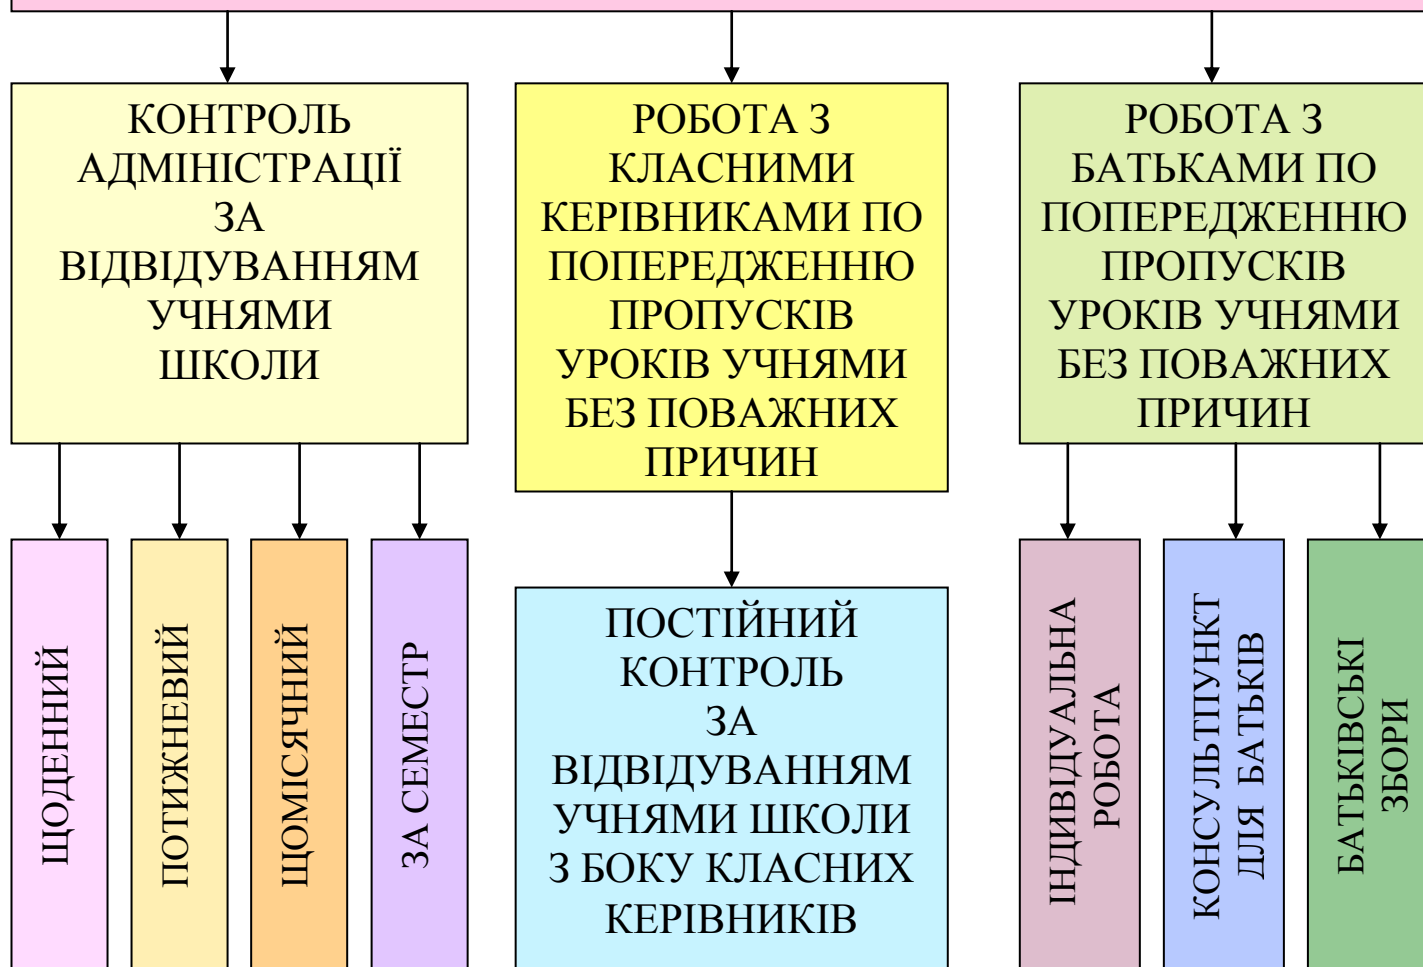 КОНТРОЛЬ
АДМІНІСТРАЦІЇ
ЗА
ВІДВІДУВАННЯМ
УЧНЯМИ
ШКОЛИ
РОБОТА З
КЛАСНИМИ
КЕРІВНИКАМИ ПО
ПОПЕРЕДЖЕННЮ
ПРОПУСКІВ
УРОКІВ УЧНЯМИ
БЕЗ ПОВАЖНИХ
ПРИЧИН
РОБОТА З
БАТЬКАМИ ПО
ПОПЕРЕДЖЕННЮ
ПРОПУСКІВ
УРОКІВ УЧНЯМИ
БЕЗ ПОВАЖНИХ
ПРИЧИН
ЩОДЕННИЙ
ПОТИЖНЕВИЙ
ЩОМІСЯЧНИЙ
ЗА СЕМЕСТР
ПОСТІЙНИЙ
КОНТРОЛЬ
ЗА
ВІДВІДУВАННЯМ
УЧНЯМИ ШКОЛИ
З БОКУ КЛАСНИХ
КЕРІВНИКІВ
ІНДИВІДУАЛЬНА
РОБОТА
КОНСУЛЬТПУНКТ
ДЛЯ БАТЬКІВ
БАТЬКІВСЬКІ
ЗБОРИ